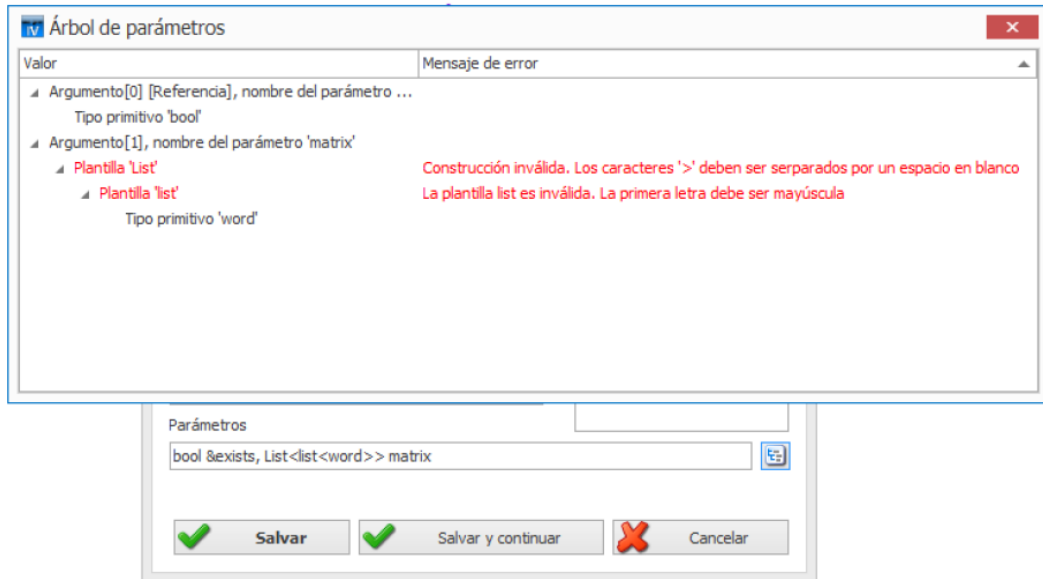 iV Árbol de parámetros
Valor Mensaje de error
Argumento[0] [Referencia], nombre del parámetro ...
Tipo primitivo 'bool'
Argumento[1], nombre del parámetro 'matrix'
Plantilla 'List' Construcción inválida. Los caracteres '>' deben ser serparados por un espacio en blanco
Plantilla 'list' La plantilla list es inválida. La primera letra debe ser mayúscula
Tipo primitivo 'word'
Parámetros
bool &exists, List<list<word>> matrix
Salvar Salvar y continuar Cancelar